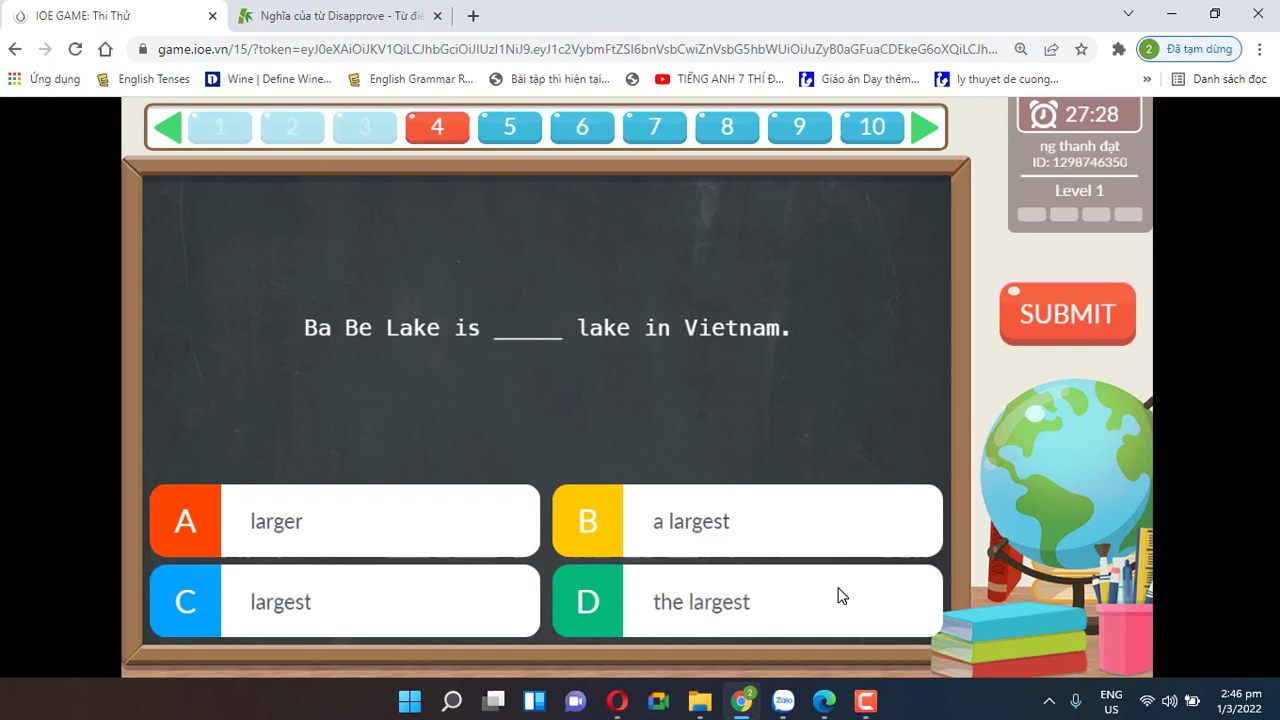 IOE GAME: Thi Thử
Nghĩa của từ Disapprove - Từ điể
game.ioe.vn/15/?token=eyJ0eXAiOiJKV1QiLCJhbGciOiJIUzI1NiJ9.eyJ1c2VybmFtZSI6bnVsbCwiZnVsbG5hbWUiOiJuZyB0aGFuaCDEkeG6oXQiLCJh...
2
Đã tạm dừng
Ứng dụng
English Tenses
Wine | Define Wine...
English Grammar R...
Bài tập thì hiện tại...
TIẾNG ANH 7 THÍ Đ...
Giáo án Dạy thêm...
ly thuyet de cuong...
»
Danh sách đọc
1 2 3 4 5 6 7 8 9 10
27:28
ng thanh đạt
ID: 1298746350
Level 1
SUBMIT
Ba Be Lake is _____ lake in Vietnam.
A larger
B a largest
C largest
D the largest
2
Zalo
ENG
US
2:46 pm
1/3/2022